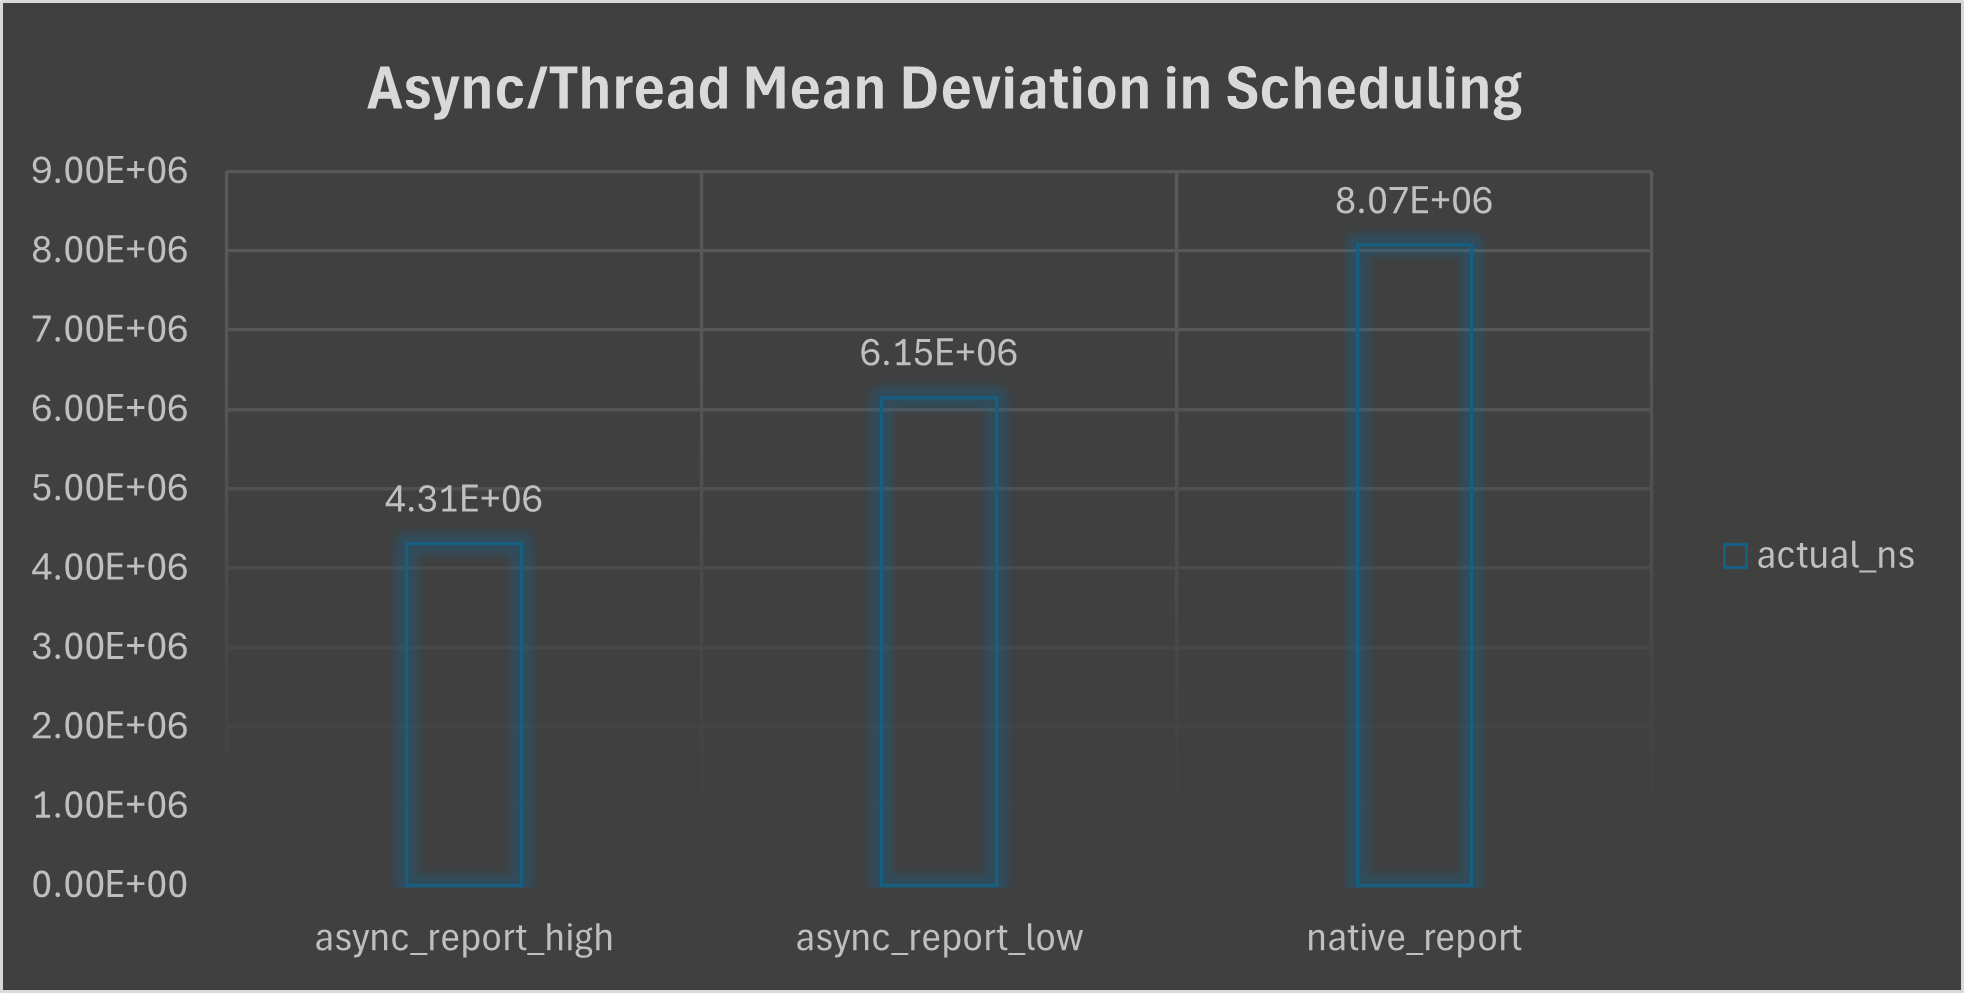 Async/Thread Mean Deviation in Scheduling
9.00E+06
8.00E+06
7.00E+06
6.00E+06
5.00E+06
4.00E+06
3.00E+06
2.00E+06
1.00E+06
0.00E+00
4.31E+06
6.15E+06
8.07E+06
async_report_high
async_report_low
native_report
actual_ns